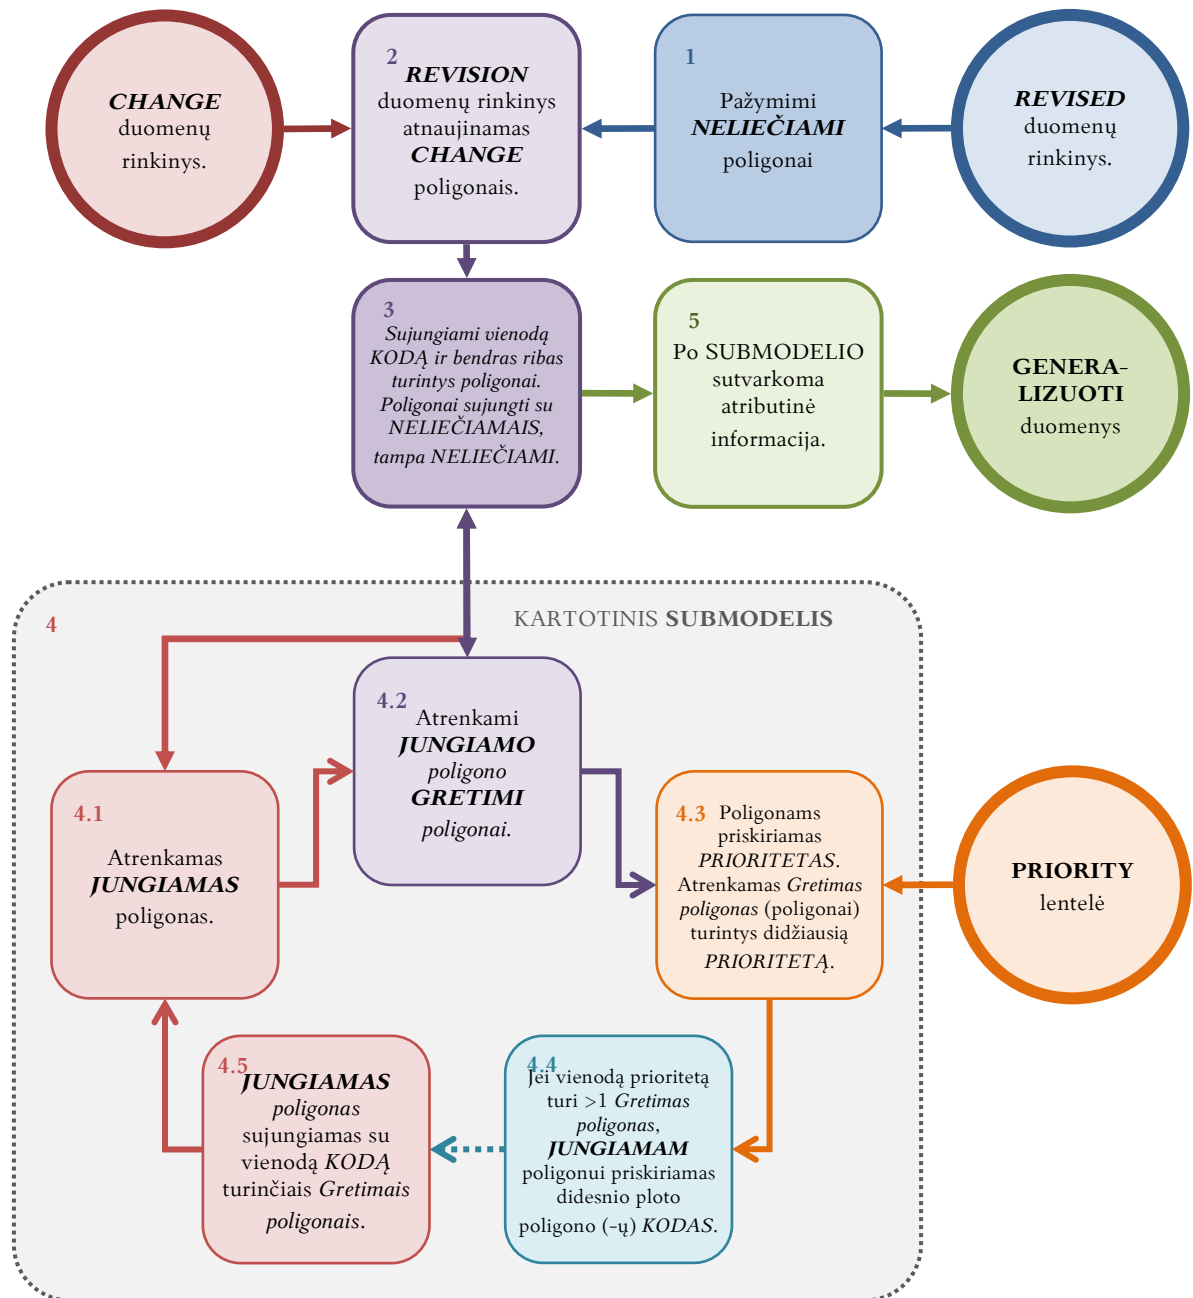 CHANGE
duomenų
rinkinys.
2
REVISION
duomenų rinkinys
atnaujinamas
CHANGE
poligonais.
1
Pažymimi
NELIEČIAMI
poligonai
REVISED
duomenų
rinkinys.
3
Sujungiami vienodą
KODĄ ir bendras ribas
turintys poligonai.
Poligonai sujungti su
NELIEČIAMAIS,
tampa NELIEČIAMI.
5
Po SUBMODELIO
sutvarkoma
atributinė
informacija.
GENERA-
LIZUOTI
duomenys
4
KARTOTINIS SUBMODELIS
4.1
Atrenkamas
JUNGIAMAS
poligonas.
4.2
Atrenkami
JUNGIAMO
poligono
GRETIMI
poligonai.
4.3
Poligonams
priskiriamas
PRIORITETAS.
Atrenkamas Gretimas
poligonas (poligonai)
turintys didžiausią
PRIORITETĄ.
PRIORITY
lentelė
4.5
JUNGIAMAS
poligonas
sujungiamas su
vienodą KODĄ
turinčiais Gretimais
poligonais.
4.4
Jei vienodą prioritetą
turi >1 Gretimas
poligonas,
JUNGIAMAM
poligonui priskiriamas
didesnio ploto
poligono (-ų) KODAS.